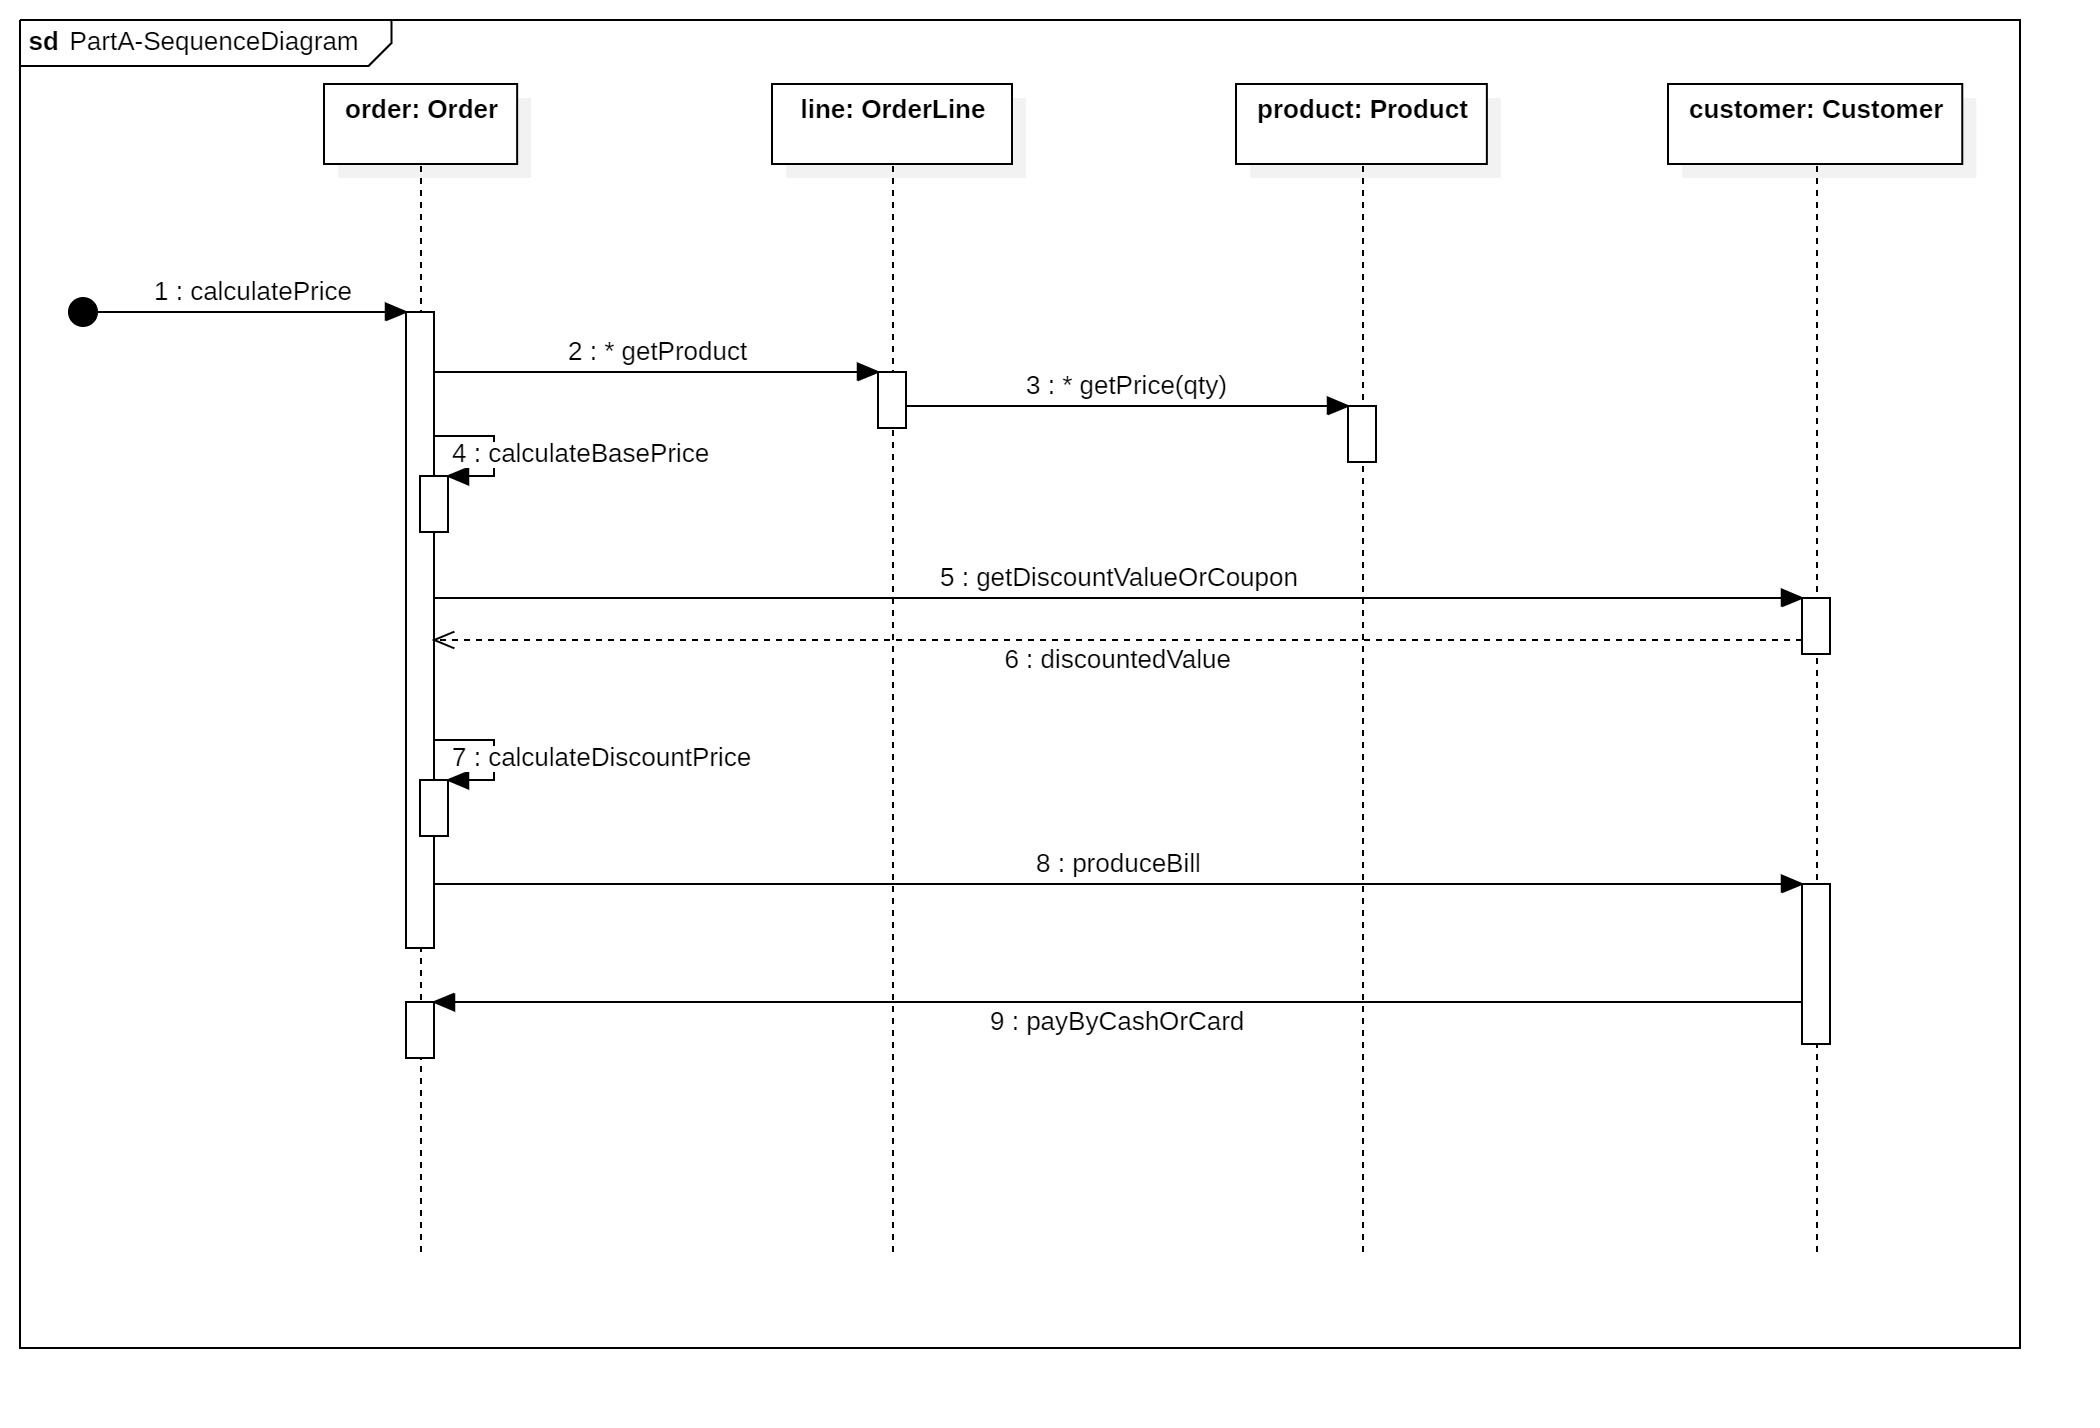 sd PartA-SequenceDiagram
order: Order
line: OrderLine
product: Product
customer: Customer
1 : calculatePrice
2 : * getProduct
3 : * getPrice(qty)
4 : calculateBasePrice
5 : getDiscountValueOrCoupon
6 : discountedValue
7 : calculateDiscountPrice
8 : produceBill
9 : payByCashOrCard